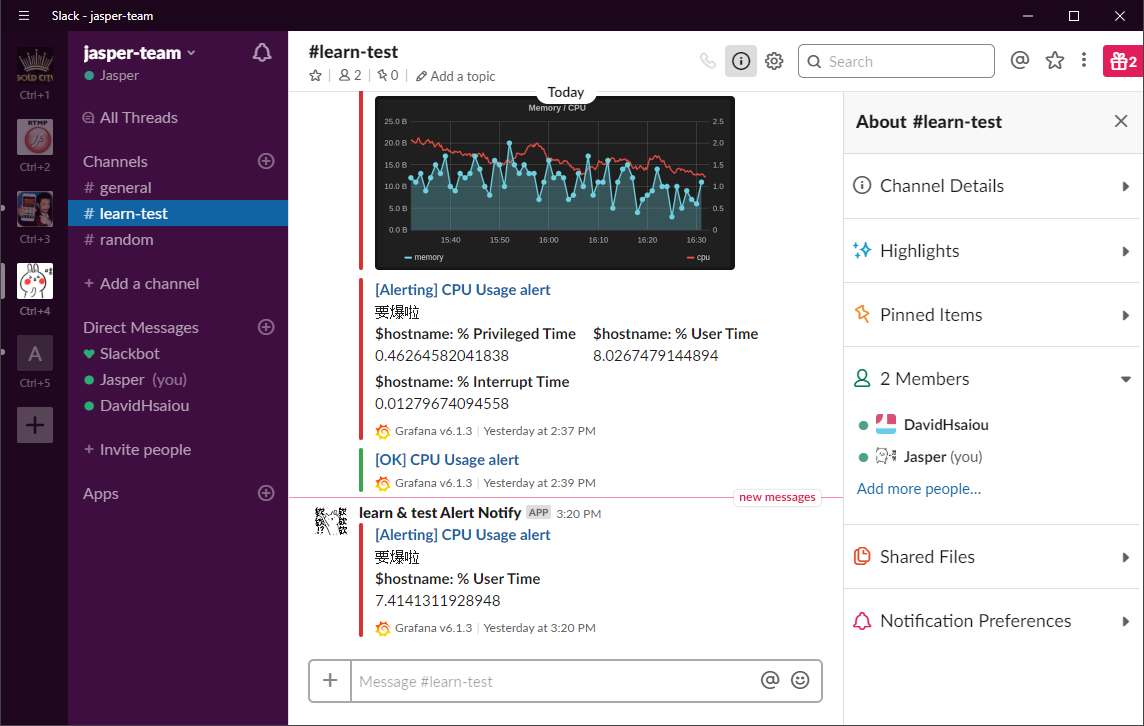 Slack - jasper-team
GOLD CITY
Ctrl+1
RTMP
Ctrl+2
Ctrl+3
Ctrl+4
A
Ctrl+5
jasper-team
Jasper
All Threads
Channels
# general
# learn-test
# random
+ Add a channel
Direct Messages
Slackbot
Jasper (you)
DavidHsaiou
+ Invite people
Apps
#learn-test
2
0
Add a topic
Search
2
Today
Memory / CPU
25.0 B
20.0 B
15.0 B
10.0 B
5.0 B
0.0 B
2.5
2.0
1.5
1.0
0.5
0
15:40 15:50 16:00 16:10 16:20 16:30
memory
cpu
[Alerting] CPU Usage alert
要爆啦
$hostname: % Privileged Time $hostname: % User Time
0.46264582041838 8.0267479144894
$hostname: % Interrupt Time
0.01279674094558
Grafana v6.1.3 | Yesterday at 2:37 PM
[OK] CPU Usage alert
Grafana v6.1.3 | Yesterday at 2:39 PM
new messages
learn & test Alert Notify APP 3:20 PM
[Alerting] CPU Usage alert
要爆啦
$hostname: % User Time
7.4141311928948
Grafana v6.1.3 | Yesterday at 3:20 PM
Message #learn-test
About #learn-test
Channel Details
Highlights
Pinned Items
2 Members
DavidHsaiou
Jasper (you)
Add more people...
Shared Files
Notification Preferences